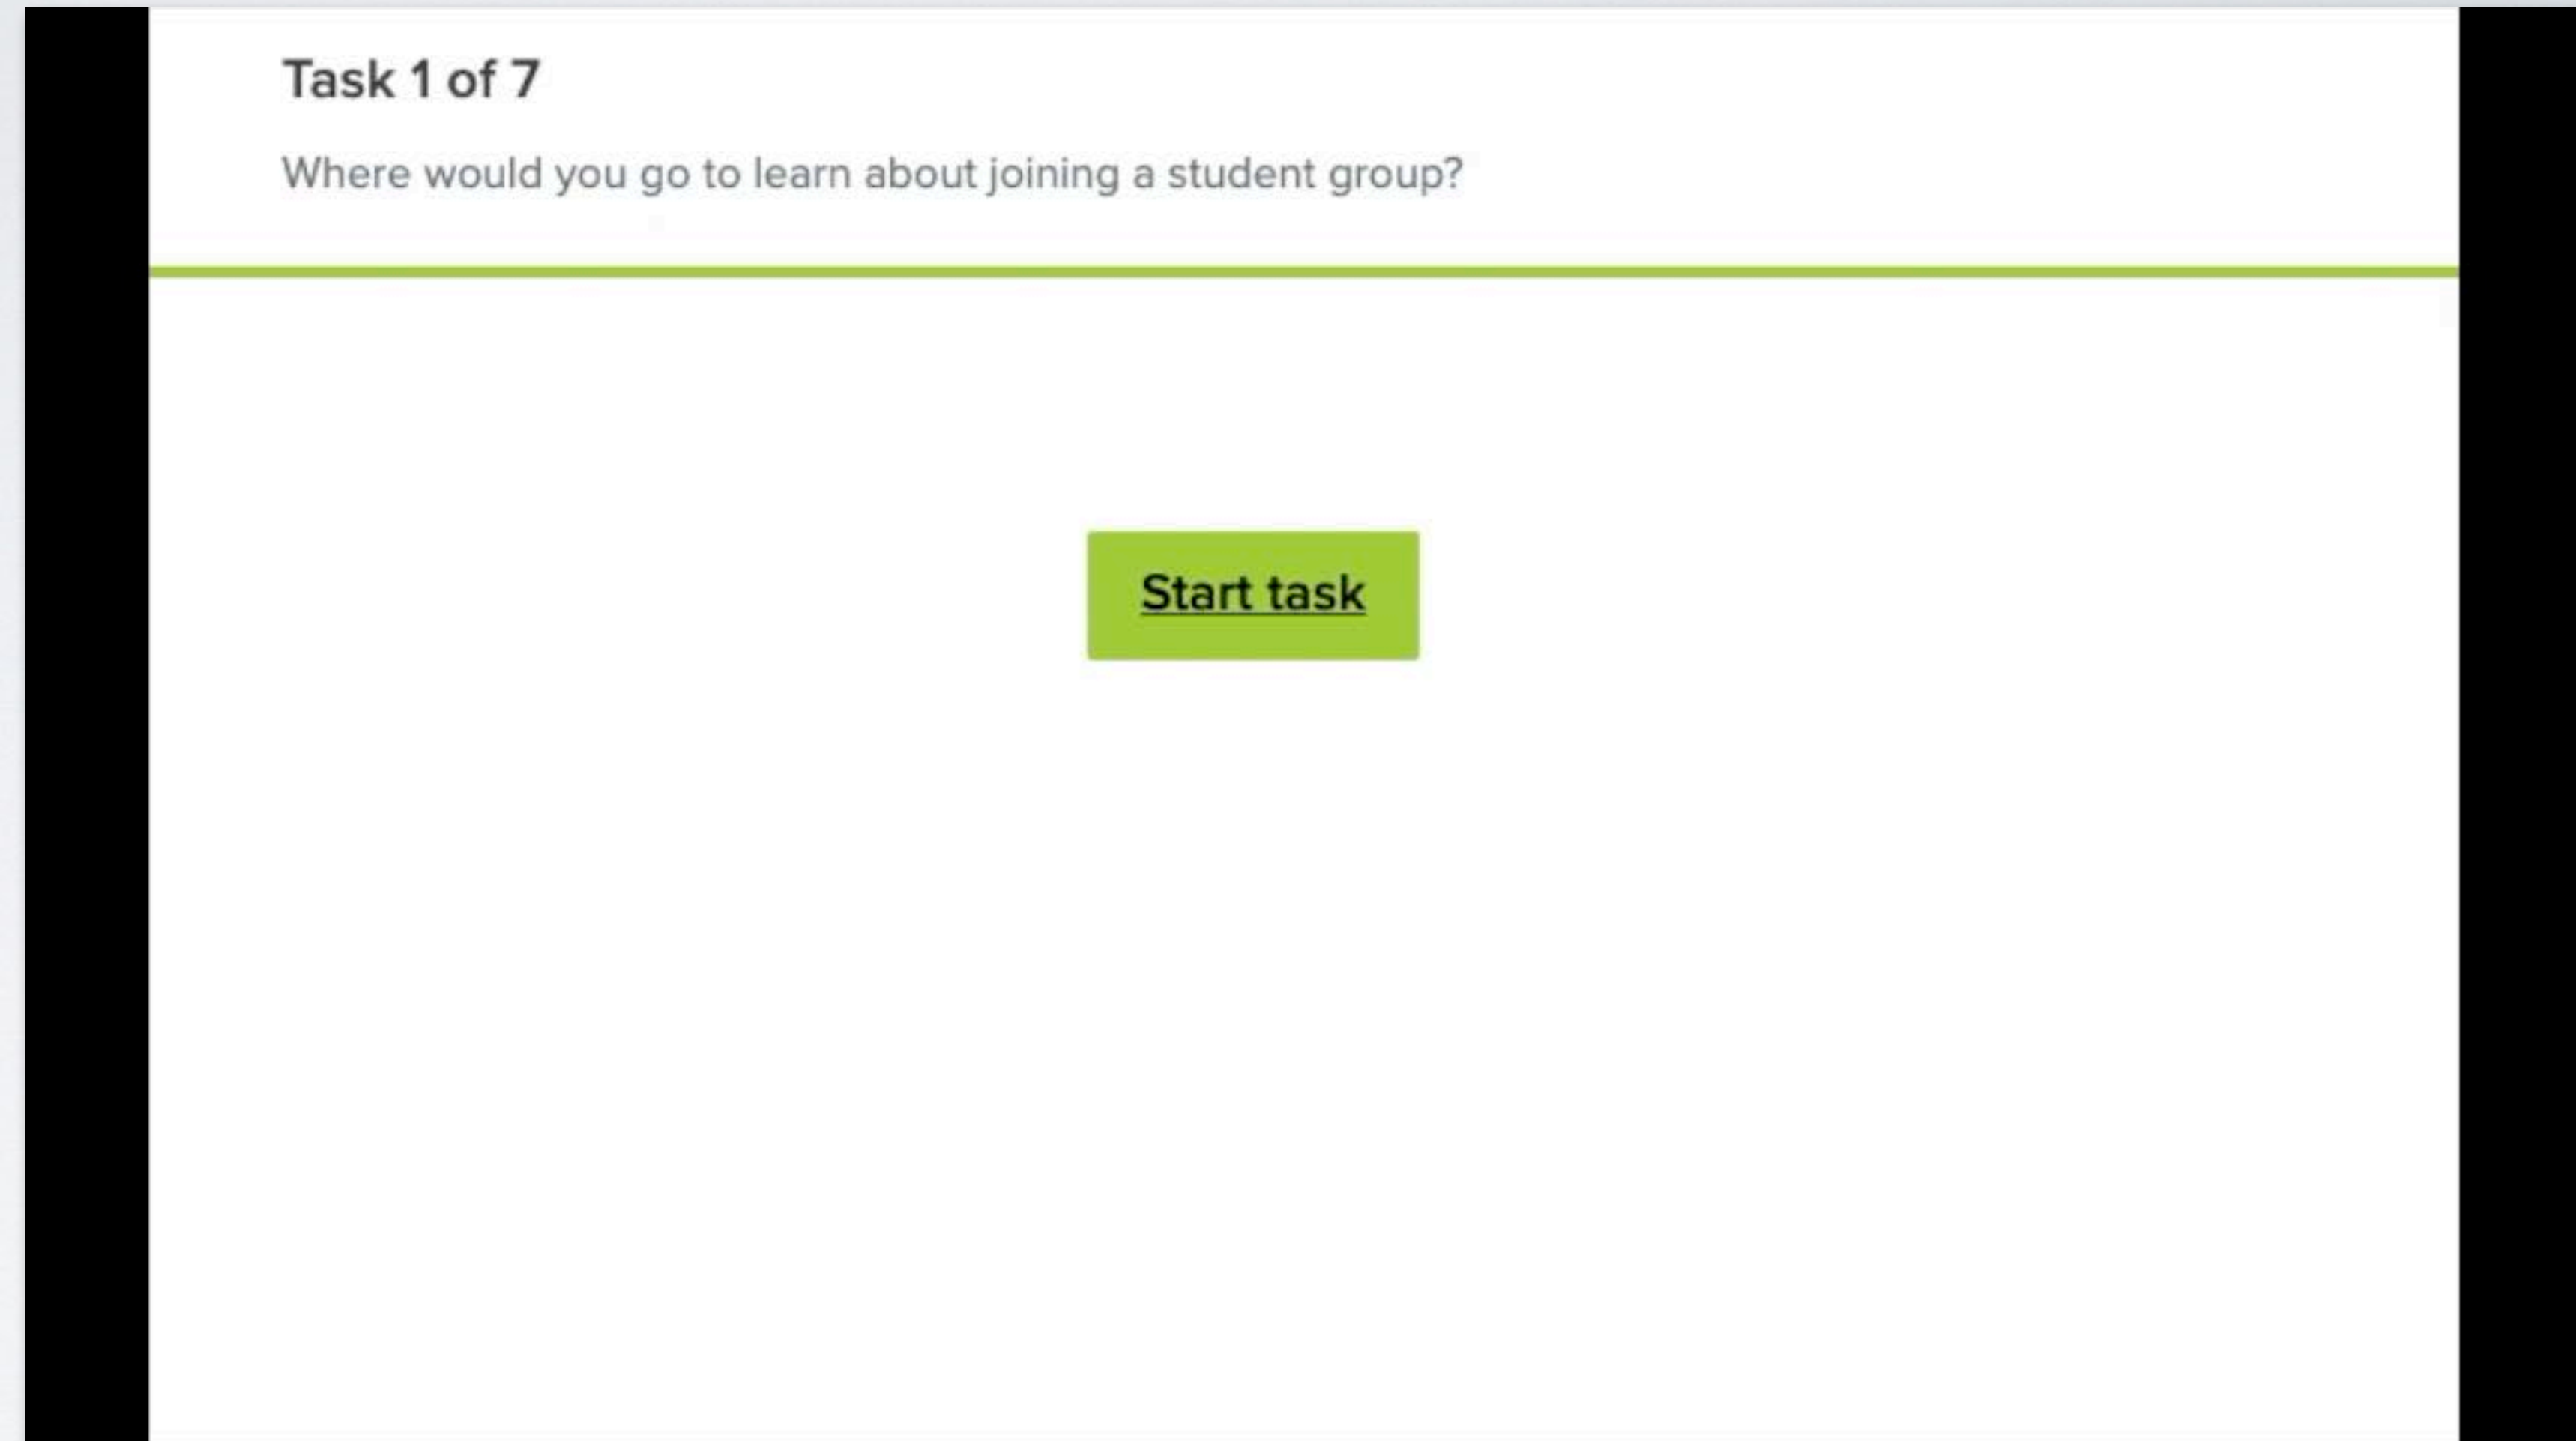 Task 1 of 7
Where would you go to learn about joining a student group?
Start task